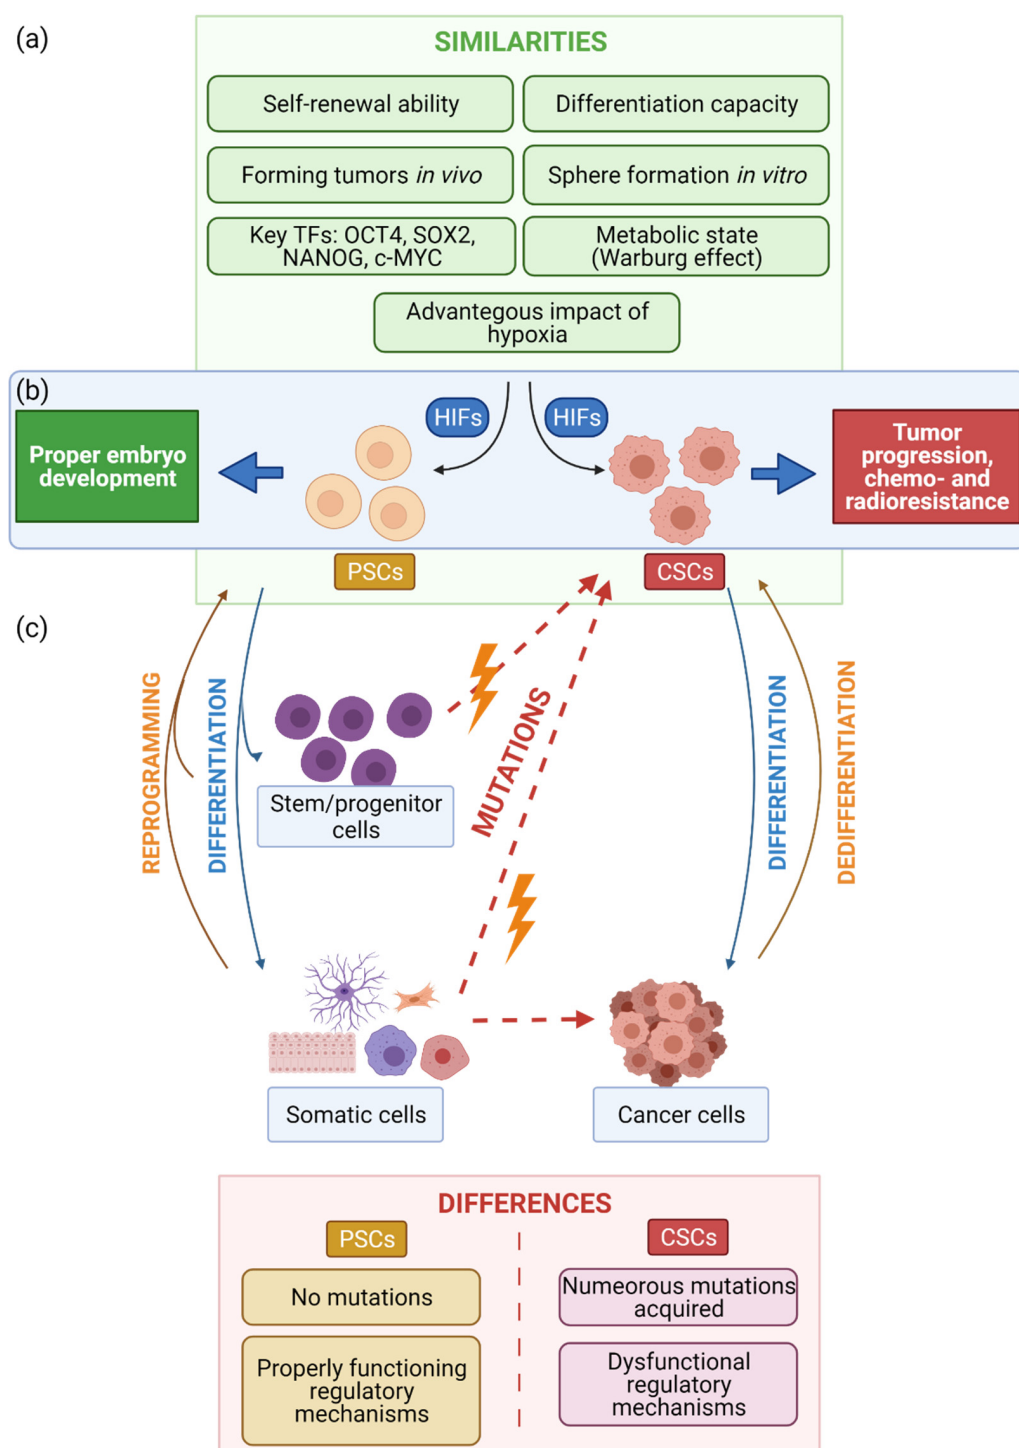 (a)
SIMILARITIES
Self-renewal ability
Differentiation capacity
Forming tumors in vivo
Sphere formation in vitro
Key TFs: OCT4, SOX2,
NANOG, c-MYC
Metabolic state
(Warburg effect)
Advantegous impact of
hypoxia
(b)
HIFs
HIFs
Proper embryo
development
Tumor
progression,
chemo- and
radioresistance
PSCs
CSCs
(c)
REPROGRAMMING
DIFFERENTIATION
Stem/progenitor
cells
MUTATIONS
DIFFERENTIATION
DEDIFFERENTIATION
Somatic cells
Cancer cells
DIFFERENCES
PSCs
CSCs
No mutations
Numeorous mutations
acquired
Properly functioning
regulatory
mechanisms
Dysfunctional
regulatory
mechanisms